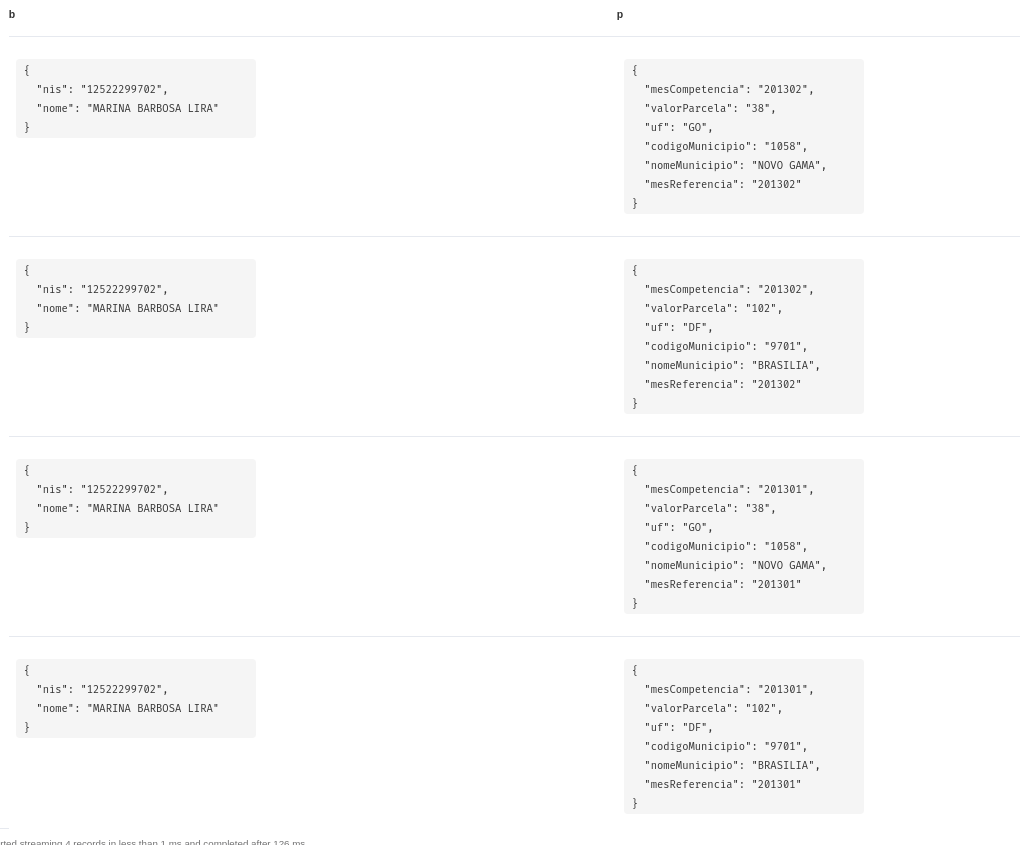 b p
{
"nis": "12522299702",
"nome": "MARINA BARBOSA LIRA"
}
{
"mesCompetencia": "201302",
"valorParcela": "38",
"uf": "GO",
"codigoMunicipio": "1058",
"nomeMunicipio": "NOVO GAMA",
"mesReferencia": "201302"
}
{
"nis": "12522299702",
"nome": "MARINA BARBOSA LIRA"
}
{
"mesCompetencia": "201302",
"valorParcela": "102",
"uf": "DF",
"codigoMunicipio": "9701",
"nomeMunicipio": "BRASILIA",
"mesReferencia": "201302"
}
{
"nis": "12522299702",
"nome": "MARINA BARBOSA LIRA"
}
{
"mesCompetencia": "201301",
"valorParcela": "38",
"uf": "GO",
"codigoMunicipio": "1058",
"nomeMunicipio": "NOVO GAMA",
"mesReferencia": "201301"
}
{
"nis": "12522299702",
"nome": "MARINA BARBOSA LIRA"
}
{
"mesCompetencia": "201301",
"valorParcela": "102",
"uf": "DF",
"codigoMunicipio": "9701",
"nomeMunicipio": "BRASILIA",
"mesReferencia": "201301"
}
rted streaming 4 records in less than 1 ms and completed after 126 ms